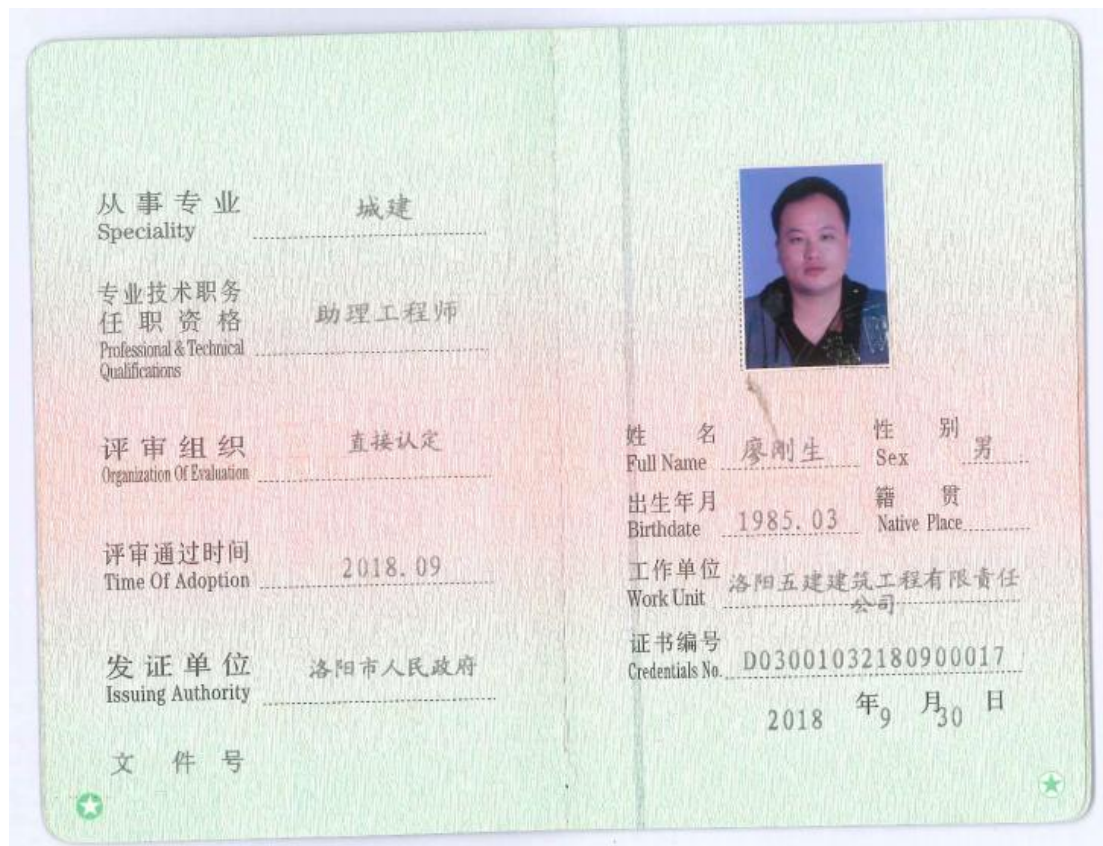 从事专业 城建
Speciality
专业技术职务
任职资格 助理工程师
Professional & Technical
Qualifications
评审组织 直接认定
Organization Of Evaluation
评审通过时间 2018.09
Time Of Adoption
发证单位 洛阳市人民政府
Issuing Authority
文件号
姓名 廖刚生 性别 男
Full Name Sex
出生年月 1985.03 籍贯
Birthdate Native Place
工作单位 洛阳五建建筑工程有限责任
Work Unit 公司
证书编号 D03001032180900017
Credentials No.
2018 年 9 月 30 日